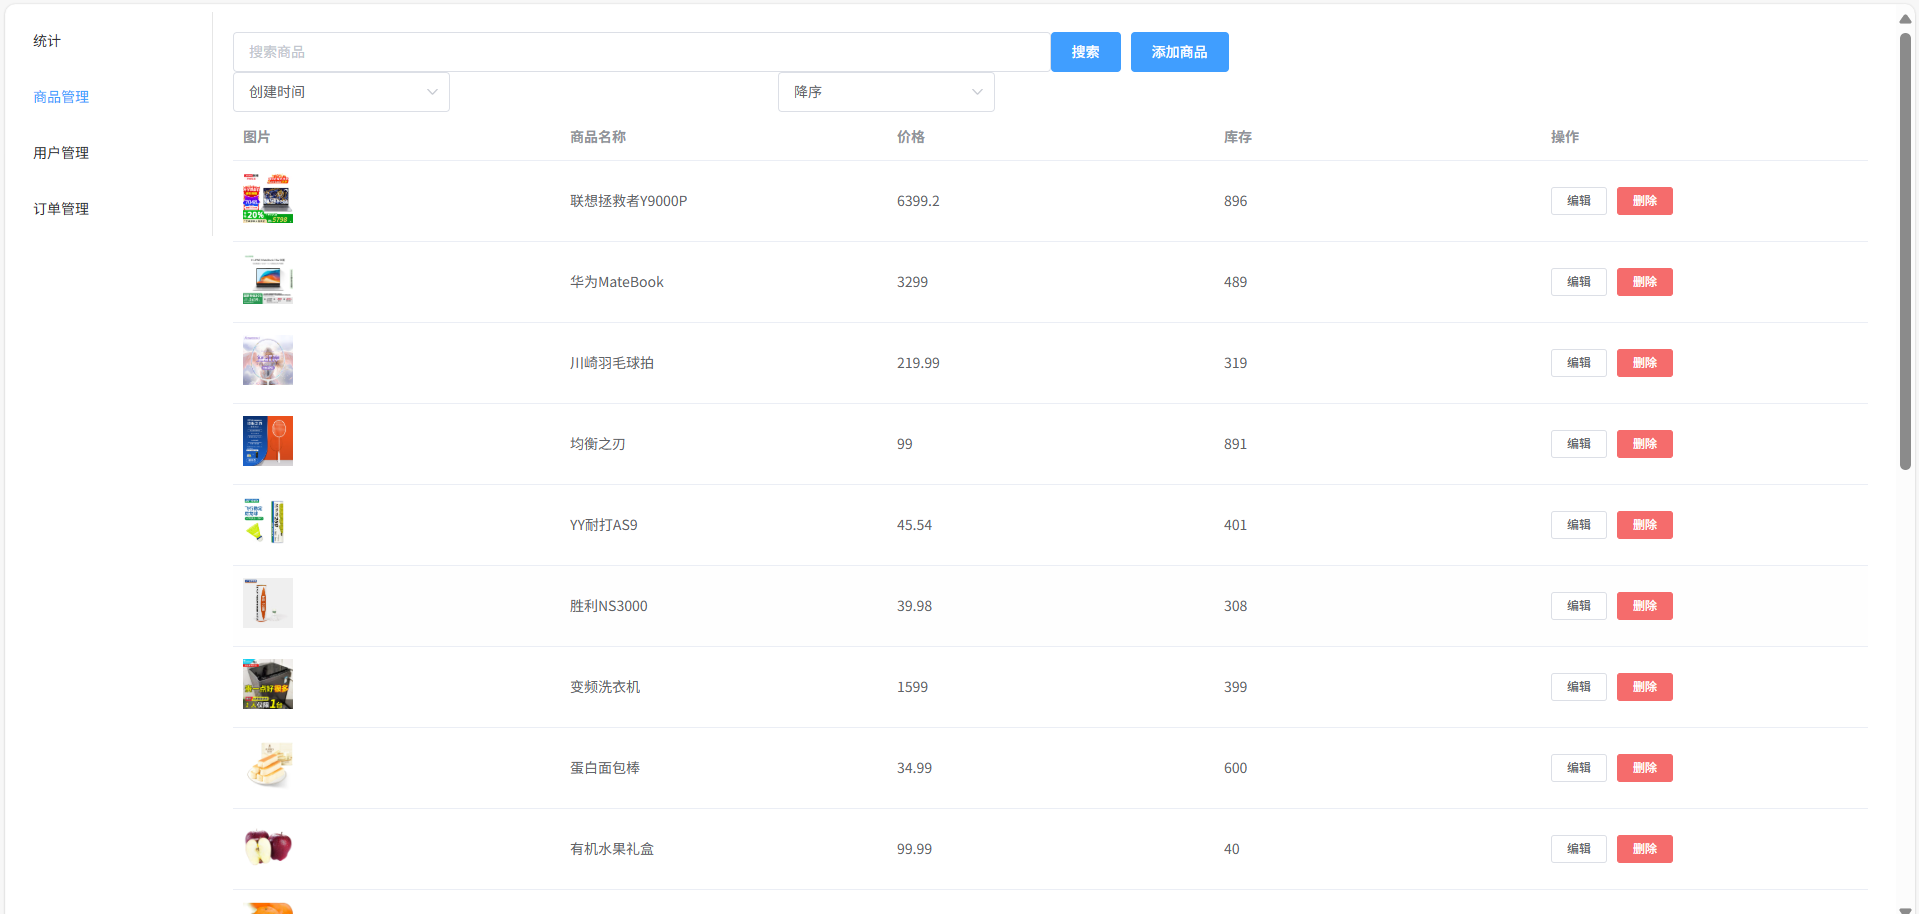 统计
商品管理
用户管理
订单管理
搜索商品
搜索
添加商品
创建时间
降序
图片 商品名称 价格 库存 操作
联想拯救者Y9000P 6399.2 896 编辑 删除
华为MateBook 3299 489 编辑 删除
川崎羽毛球拍 219.99 319 编辑 删除
均衡之刃 99 891 编辑 删除
YY耐打AS9 45.54 401 编辑 删除
胜利NS3000 39.98 308 编辑 删除
变频洗衣机 1599 399 编辑 删除
蛋白面包棒 34.99 600 编辑 删除
有机水果礼盒 99.99 40 编辑 删除